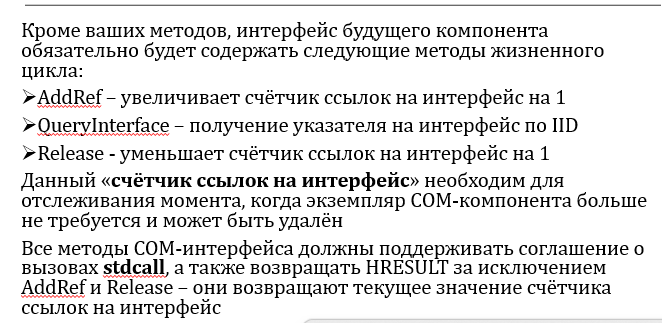 Кроме ваших методов, интерфейс будущего компонента
обязательно будет содержать следующие методы жизненного
цикла:
➢AddRef – увеличивает счётчик ссылок на интерфейс на 1
➢QueryInterface – получение указателя на интерфейс по IID
➢Release - уменьшает счётчик ссылок на интерфейс на 1
Данный «счётчик ссылок на интерфейс» необходим для
отслеживания момента, когда экземпляр COM-компонента больше
не требуется и может быть удалён
Все методы COM-интерфейса должны поддерживать соглашение о
вызовах stdcall, а также возвращать HRESULT за исключением
AddRef и Release – они возвращают текущее значение счётчика
ссылок на интерфейс